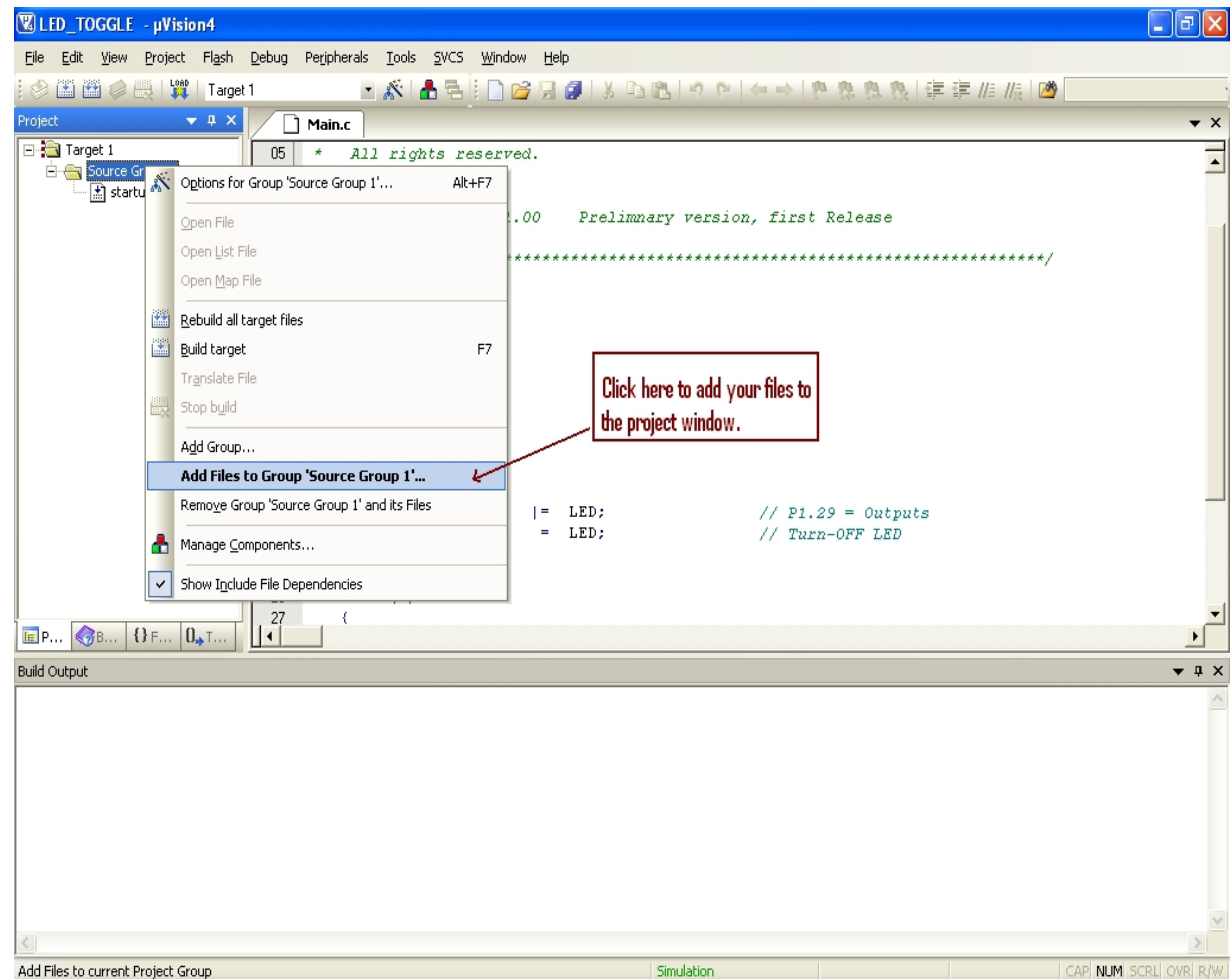 LED_TOGGLE - µVision4
File Edit View Project Flash Debug Peripherals Tools SVCS Window Help
LOAD Target 1
Project
Main.c
Target 1
Source Gr
startu
05 * All rights reserved.
.00 Prelimnary version, first Release
**********************************************************************/
|= LED; // P1.29 = Outputs
= LED; // Turn-OFF LED
27 {
Options for Group 'Source Group 1'... Alt+F7
Open File
Open List File
Open Map File
Rebuild all target files
Build target F7
Translate File
Stop build
Add Group...
Add Files to Group 'Source Group 1'...
Remove Group 'Source Group 1' and its Files
Manage Components...
Show Include File Dependencies
Click here to add your files to
the project window.
P... B... {} F... 0 T...
Build Output
Add Files to current Project Group Simulation CAP NUM SCRL OVR R/W